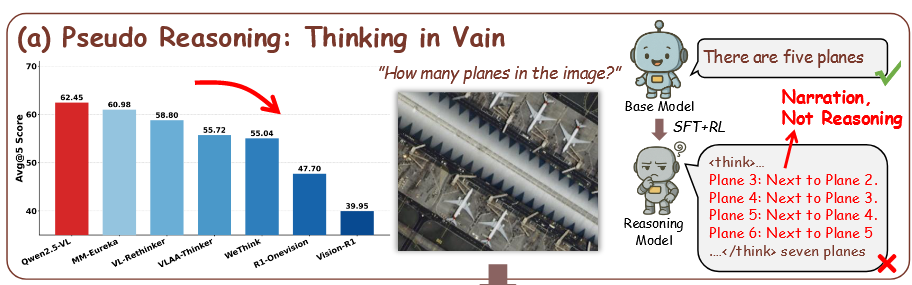 (a) Pseudo Reasoning: Thinking in Vain
70
60
50
40
Avg@5 Score
62.45
60.98
58.80
55.72
55.04
47.70
39.95
Qwen2.5-VL
MM-Eureka
VL-Rethinker
VLAA-Thinker
WeThink
R1-Onevision
Vision-R1
"How many planes in the image?"
There are five planes
Base Model
SFT+RL
Narration,
Not Reasoning
Reasoning
Model
<think>…
Plane 3: Next to Plane 2.
Plane 4: Next to Plane 3.
Plane 5: Next to Plane 4.
Plane 6: Next to Plane 5
….</think> seven planes